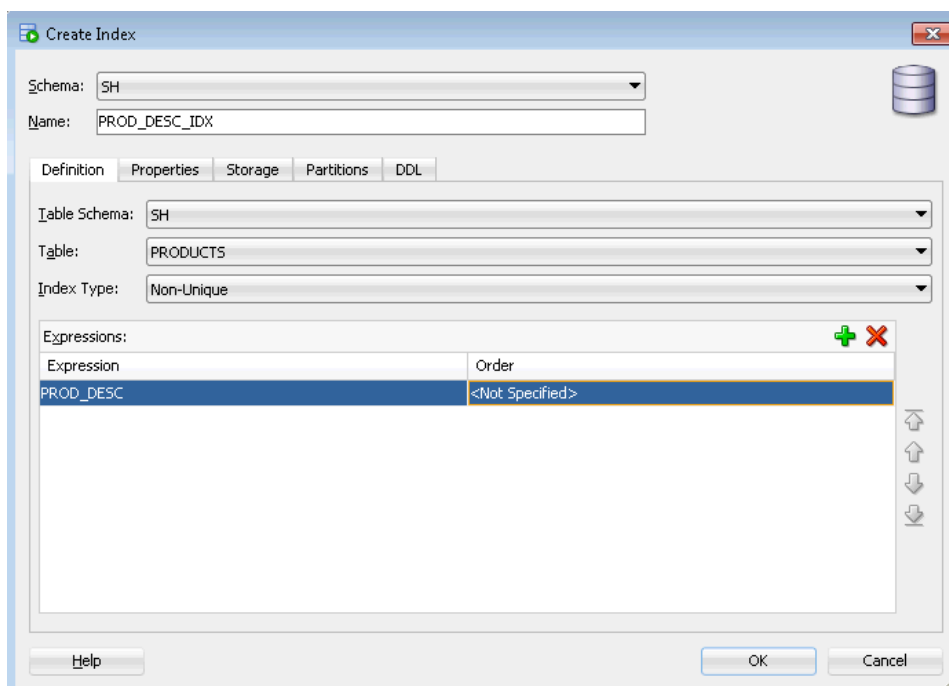 Create Index
Schema: SH
Name: PROD_DESC_IDX
Definition Properties Storage Partitions DDL
Table Schema: SH
Table: PRODUCTS
Index Type: Non-Unique
Expressions:
Expression Order
PROD_DESC <Not Specified>
Help OK Cancel